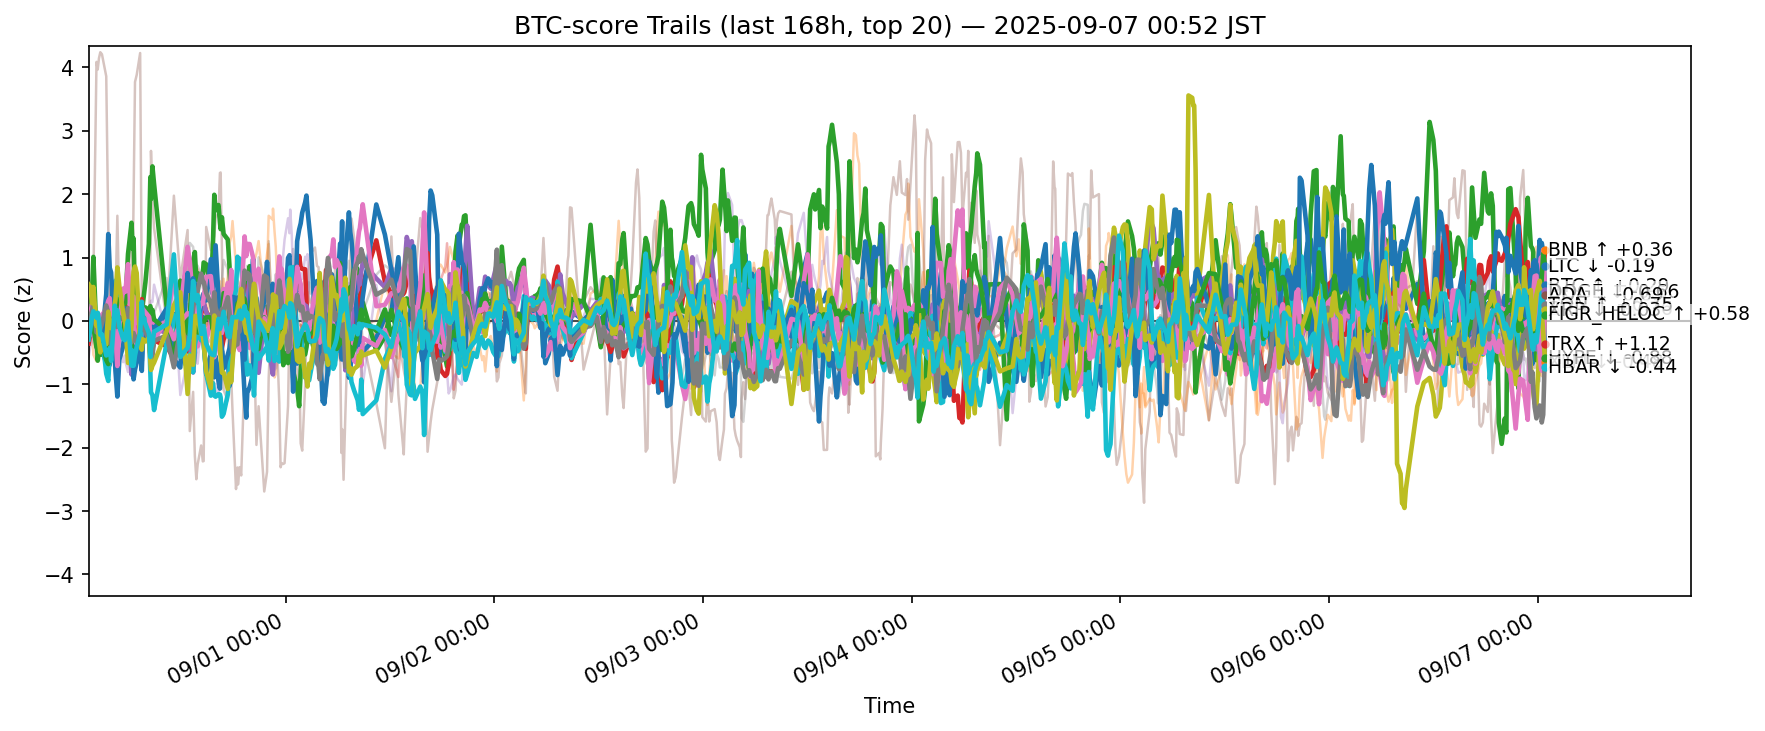 BTC-score Trails (last 168h, top 20) — 2025-09-07 00:52 JST
Score (z)
4
3
2
1
0
−1
−2
−3
−4
BNB ↑ +0.36
LTC ↓ -0.19
FIGR_HELOC ↑ +0.58
TRX ↑ +1.12
HBAR ↓ -0.44
09/01 00:00
09/02 00:00
09/03 00:00
09/04 00:00
09/05 00:00
09/06 00:00
09/07 00:00
Time